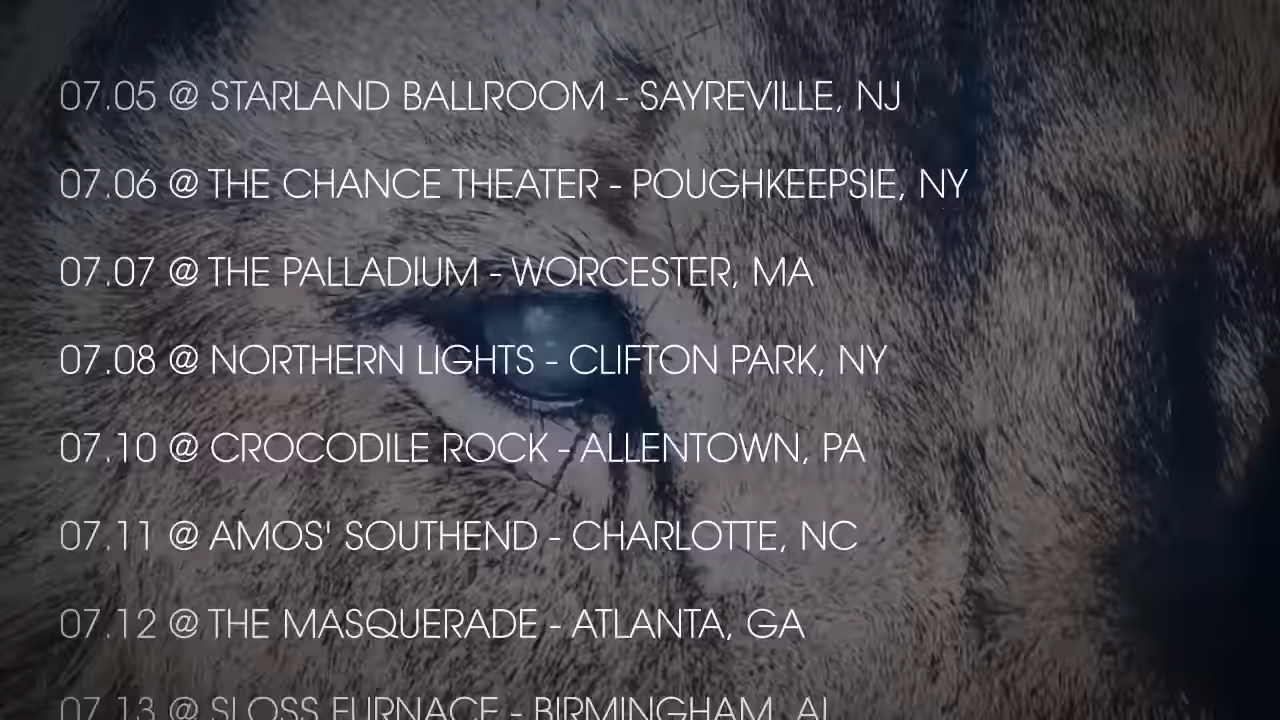 07.05 @ STARLAND BALLROOM - SAYREVILLE, NJ
07.06 @ THE CHANCE THEATER - POUGHKEEPSIE, NY
07.07 @ THE PALLADIUM - WORCESTER, MA
07.08 @ NORTHERN LIGHTS - CLIFTON PARK, NY
07.10 @ CROCODILE ROCK - ALLENTOWN, PA
07.11 @ AMOS' SOUTHEND - CHARLOTTE, NC
07.12 @ THE MASQUERADE - ATLANTA, GA
07.13 @ SLOSS FURNACE - BIRMINGHAM, AL